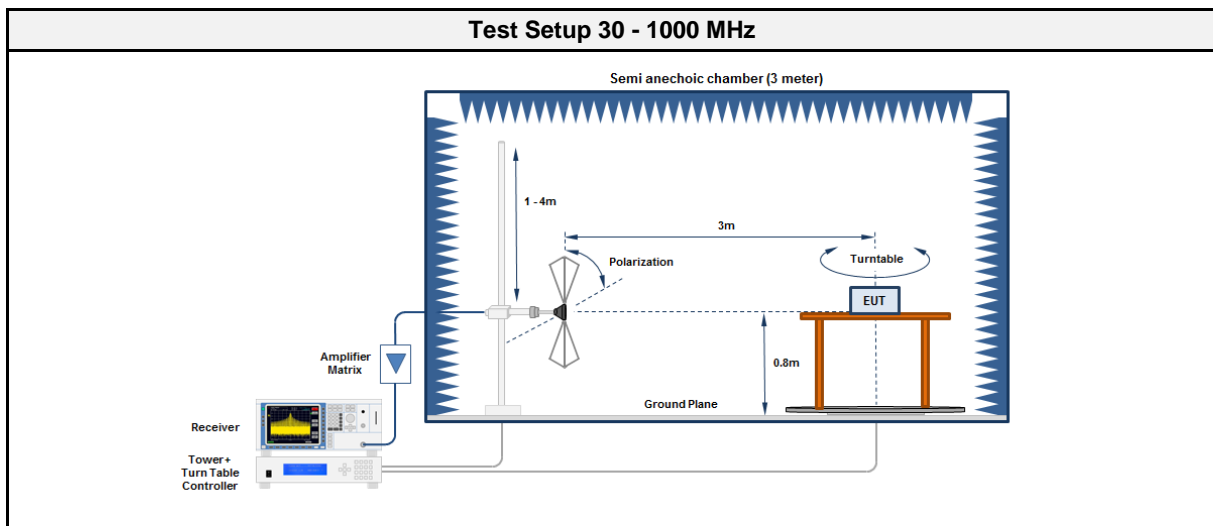 Test Setup 30 - 1000 MHz
Semi anechoic chamber (3 meter)
1 - 4m
3m
Polarization
Turntable
EUT
Amplifier
Matrix
0.8m
Ground Plane
Receiver
Tower+
Turn Table
Controller